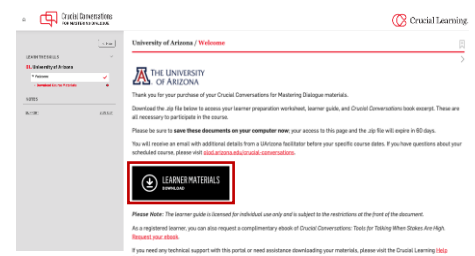 Crucial Conversations
FOR MASTERING DIALOGUE
Crucial Learning
University of Arizona / Welcome
University of Arizona
Welcome
THE UNIVERSITY
OF ARIZONA
Thank you for your purchase of your Crucial Conversations for Mastering Dialogue materials.
Download the .zip file below to access your learner preparation worksheet, learner guide, and Crucial Conversations book excerpt. These are
all necessary to participate in the course.
Please be sure to save these documents on your computer now; your access to this page and the .zip file will expire in 60 days.
You will receive an email with additional details from a UArizona facilitator before your specific course dates. If you have questions about your
scheduled course, please visit
LEARNER MATERIALS
DOWNLOAD
Please Note: The learner guide is licensed for individual use only and is subject to the restrictions at the front of the document.
As a registered learner, you can also request a complimentary ebook of Crucial Conversations: Tools for Talking When Stakes Are High.
Request your ebook.
If you need any technical support with this portal or need assistance downloading your materials, please visit the Crucial Learning Help